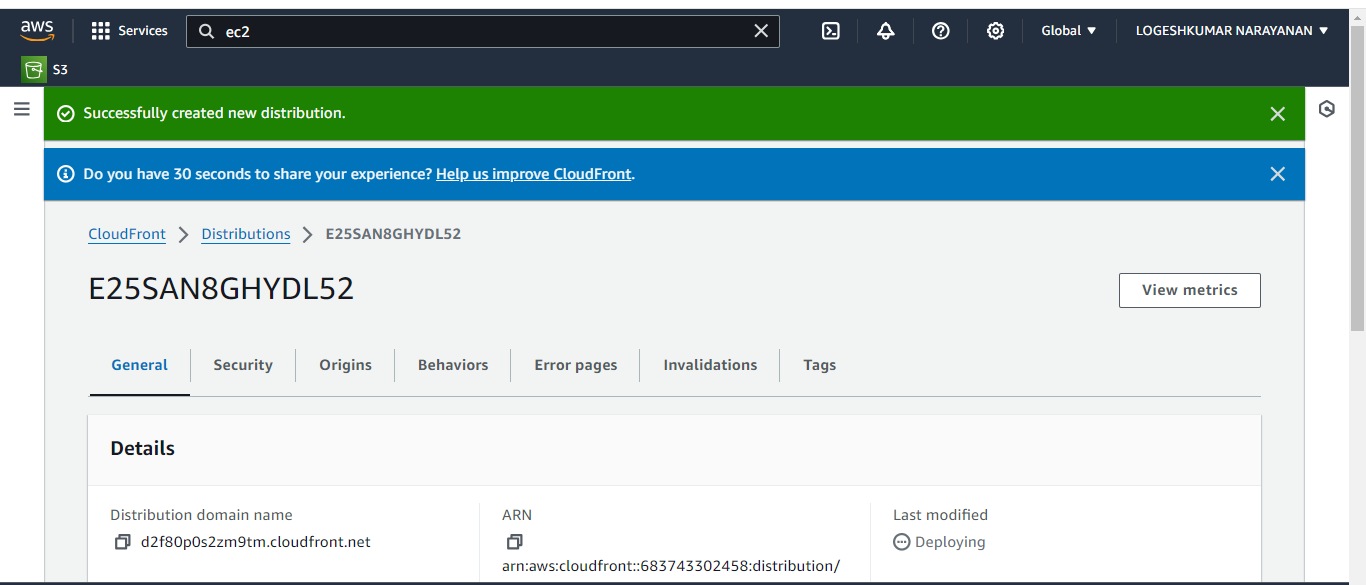 aws
Services
ec2
Global
LOGESHKUMAR NARAYANAN
S3
Successfully created new distribution.
Do you have 30 seconds to share your experience? Help us improve CloudFront.
CloudFront
Distributions
E25SAN8GHYDL52
E25SAN8GHYDL52
View metrics
General
Security
Origins
Behaviors
Error pages
Invalidations
Tags
Details
Distribution domain name
d2f80p0s2zm9tm.cloudfront.net
ARN
arn:aws:cloudfront::683743302458:distribution/
Last modified
Deploying